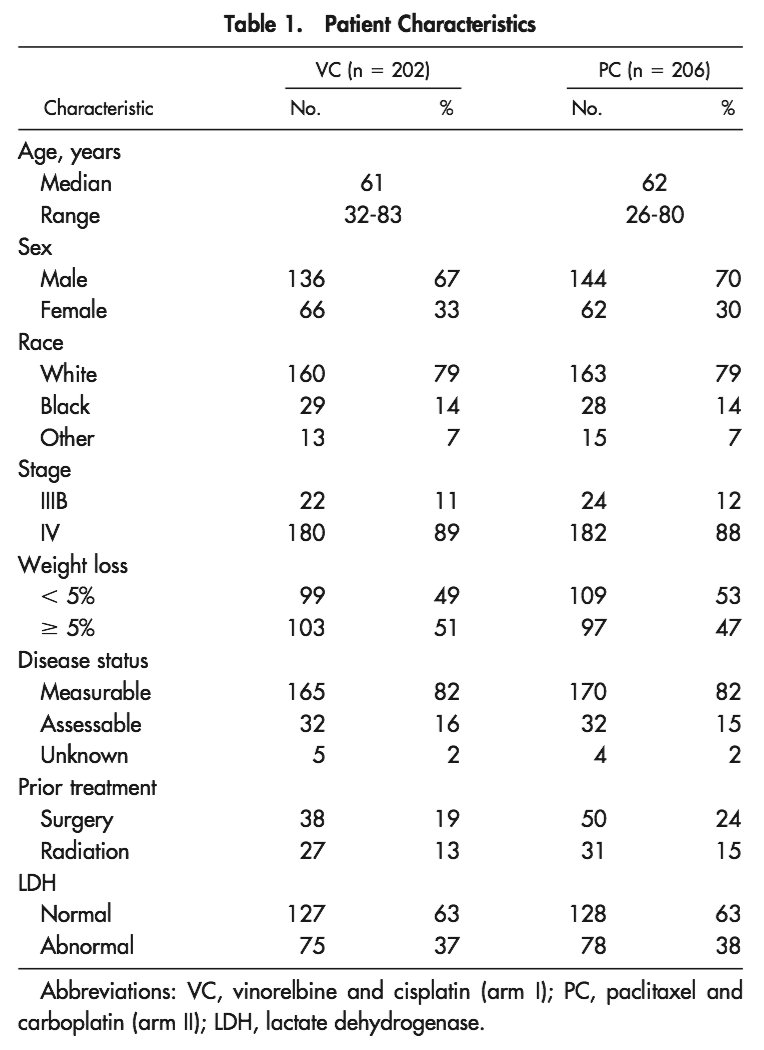 Table 1. Patient Characteristics
VC (n = 202) PC (n = 206)
Characteristic No. % No. %
Age, years
Median 61 62
Range 32-83 26-80
Sex
Male 136 67 144 70
Female 66 33 62 30
Race
White 160 79 163 79
Black 29 14 28 14
Other 13 7 15 7
Stage
IIIB 22 11 24 12
IV 180 89 182 88
Weight loss
< 5% 99 49 109 53
≥ 5% 103 51 97 47
Disease status
Measurable 165 82 170 82
Assessable 32 16 32 15
Unknown 5 2 4 2
Prior treatment
Surgery 38 19 50 24
Radiation 27 13 31 15
LDH
Normal 127 63 128 63
Abnormal 75 37 78 38
Abbreviations: VC, vinorelbine and cisplatin (arm I); PC, paclitaxel and
carboplatin (arm II); LDH, lactate dehydrogenase.